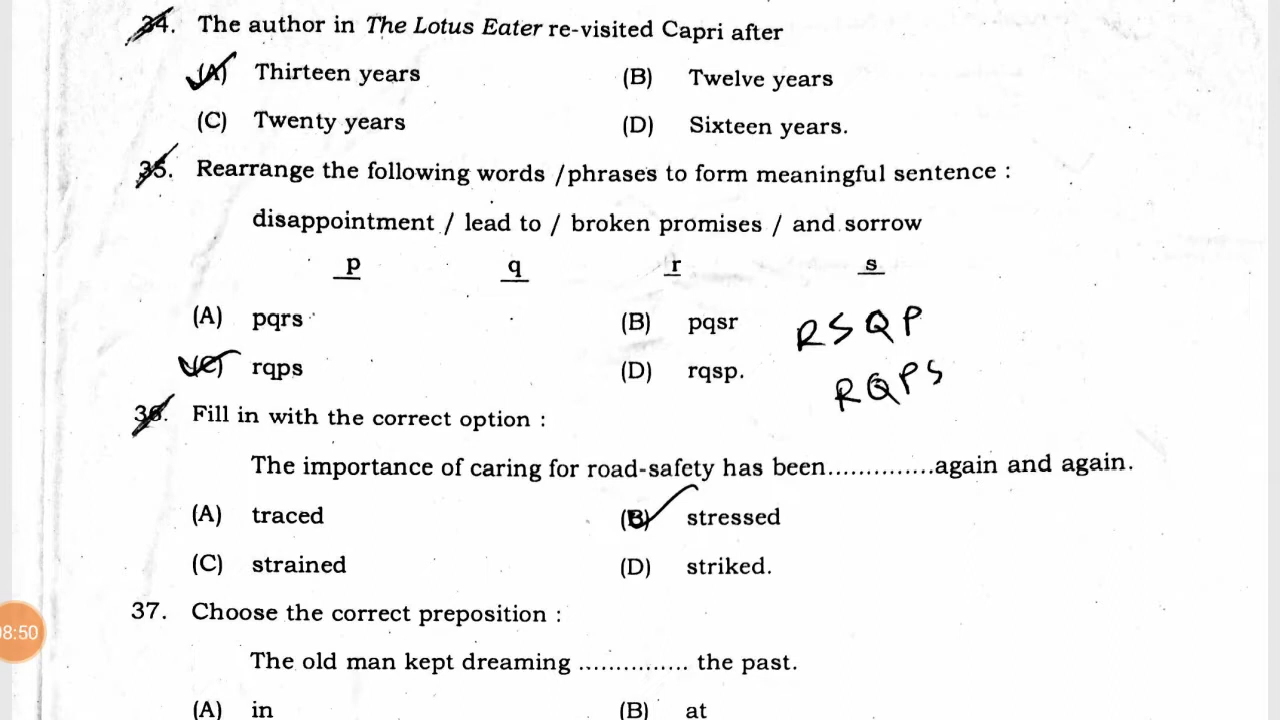 34. The author in The Lotus Eater re-visited Capri after
(A) Thirteen years (B) Twelve years
(C) Twenty years (D) Sixteen years.
35. Rearrange the following words /phrases to form meaningful sentence :
disappointment / lead to / broken promises / and sorrow
p q r s
(A) pqrs (B) pqsr RSQP
(C) rqps (D) rqsp. RQPS
36. Fill in with the correct option :
The importance of caring for road-safety has been..............again and again.
(A) traced (B) stressed
(C) strained (D) striked.
37. Choose the correct preposition :
08:50
The old man kept dreaming ............... the past.
(A) in (B) at